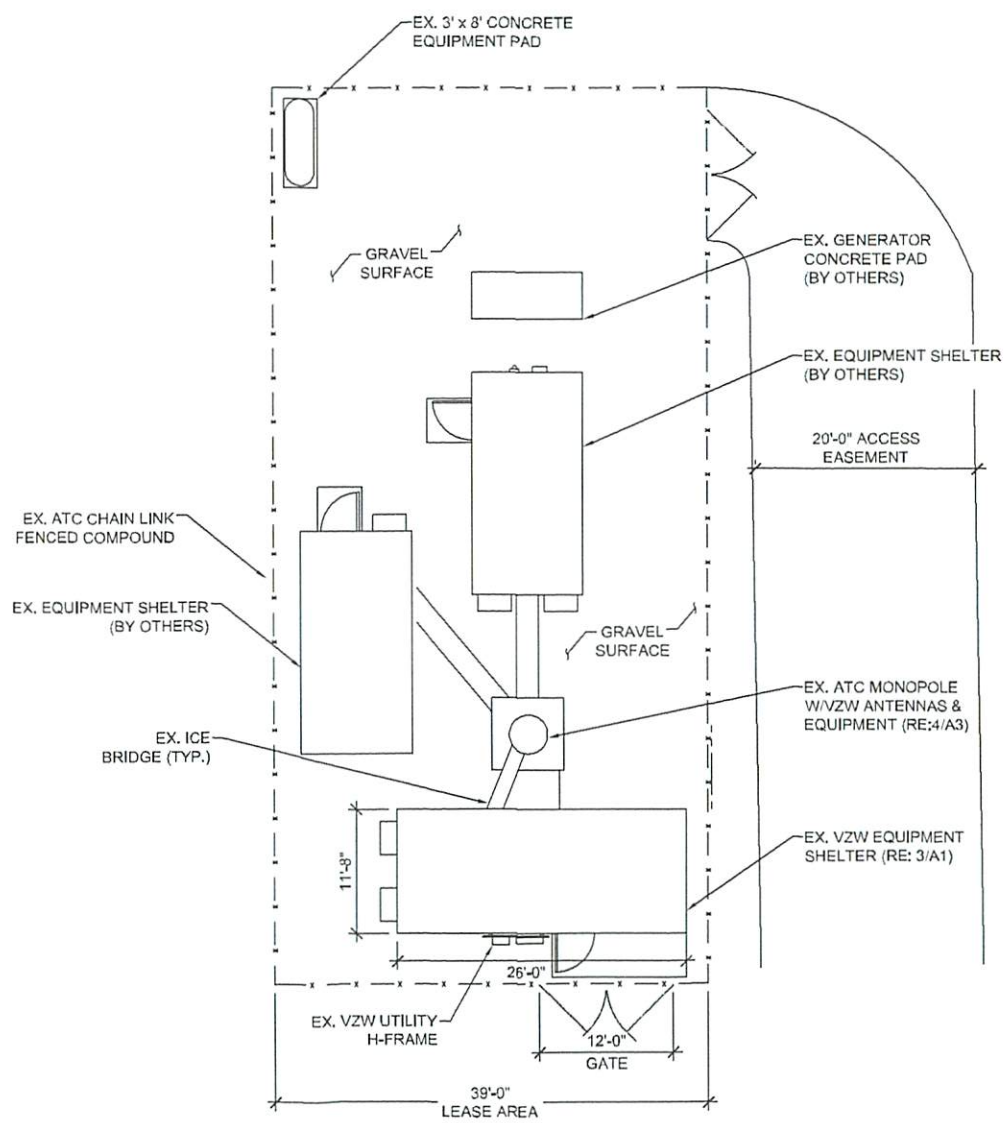 EX. 3' x 8' CONCRETE
EQUIPMENT PAD
GRAVEL
SURFACE
EX. GENERATOR
CONCRETE PAD
(BY OTHERS)
EX. EQUIPMENT SHELTER
(BY OTHERS)
20'-0" ACCESS
EASEMENT
EX. ATC CHAIN LINK
FENCED COMPOUND
EX. EQUIPMENT SHELTER
(BY OTHERS)
GRAVEL
SURFACE
EX. ATC MONOPOLE
W/VZW ANTENNAS &
EQUIPMENT (RE:4/A3)
EX. ICE
BRIDGE (TYP.)
EX. VZW EQUIPMENT
SHELTER (RE: 3/A1)
11'-8"
26'-0"
EX. VZW UTILITY
H-FRAME
12'-0"
GATE
39'-0"
LEASE AREA